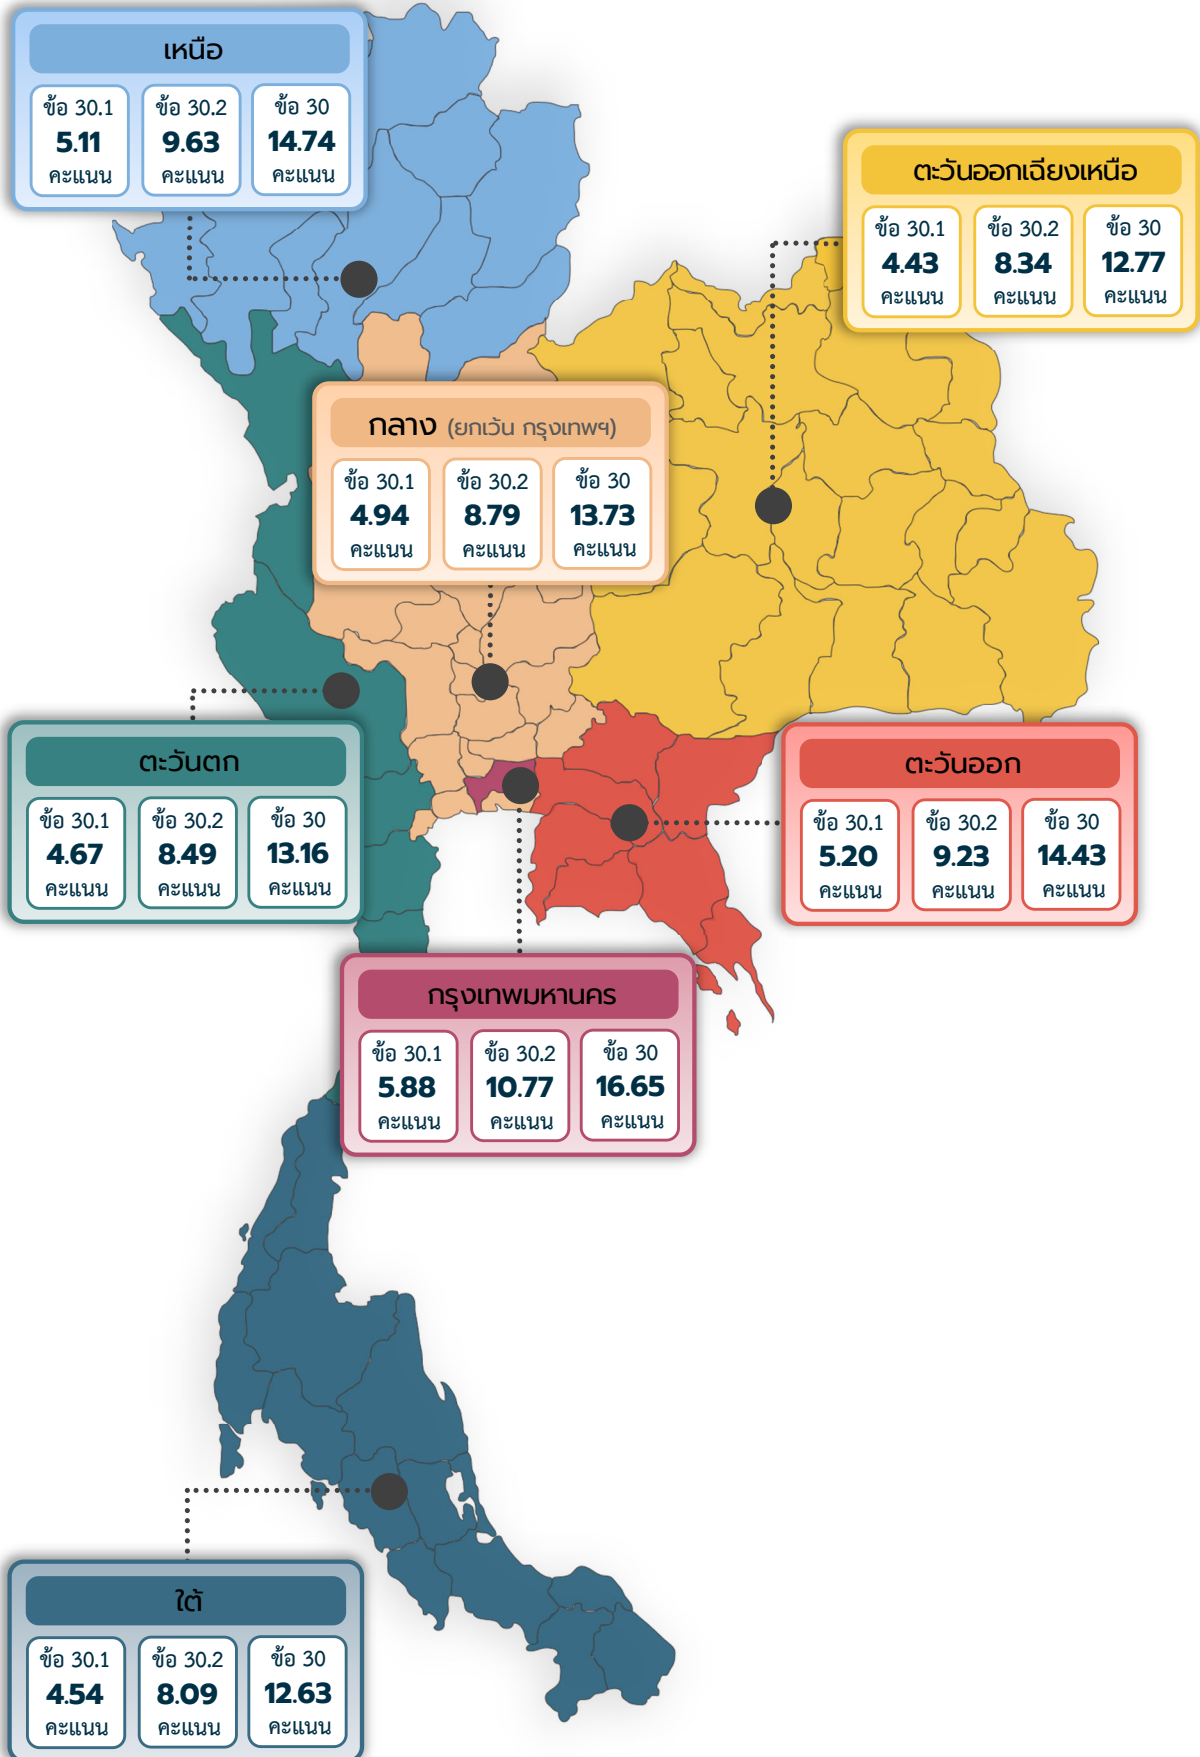 เหนือ
ข้อ 30.1 ข้อ 30.2 ข้อ 30
5.11 9.63 14.74
คะแนน คะแนน คะแนน
ตะวันออกเฉียงเหนือ
ข้อ 30.1 ข้อ 30.2 ข้อ 30
4.43 8.34 12.77
คะแนน คะแนน คะแนน
กลาง (ยกเว้น กรุงเทพฯ)
ข้อ 30.1 ข้อ 30.2 ข้อ 30
4.94 8.79 13.73
คะแนน คะแนน คะแนน
ตะวันตก
ข้อ 30.1 ข้อ 30.2 ข้อ 30
4.67 8.49 13.16
คะแนน คะแนน คะแนน
ตะวันออก
ข้อ 30.1 ข้อ 30.2 ข้อ 30
5.20 9.23 14.43
คะแนน คะแนน คะแนน
กรุงเทพมหานคร
ข้อ 30.1 ข้อ 30.2 ข้อ 30
5.88 10.77 16.65
คะแนน คะแนน คะแนน
ใต้
ข้อ 30.1 ข้อ 30.2 ข้อ 30
4.54 8.09 12.63
คะแนน คะแนน คะแนน